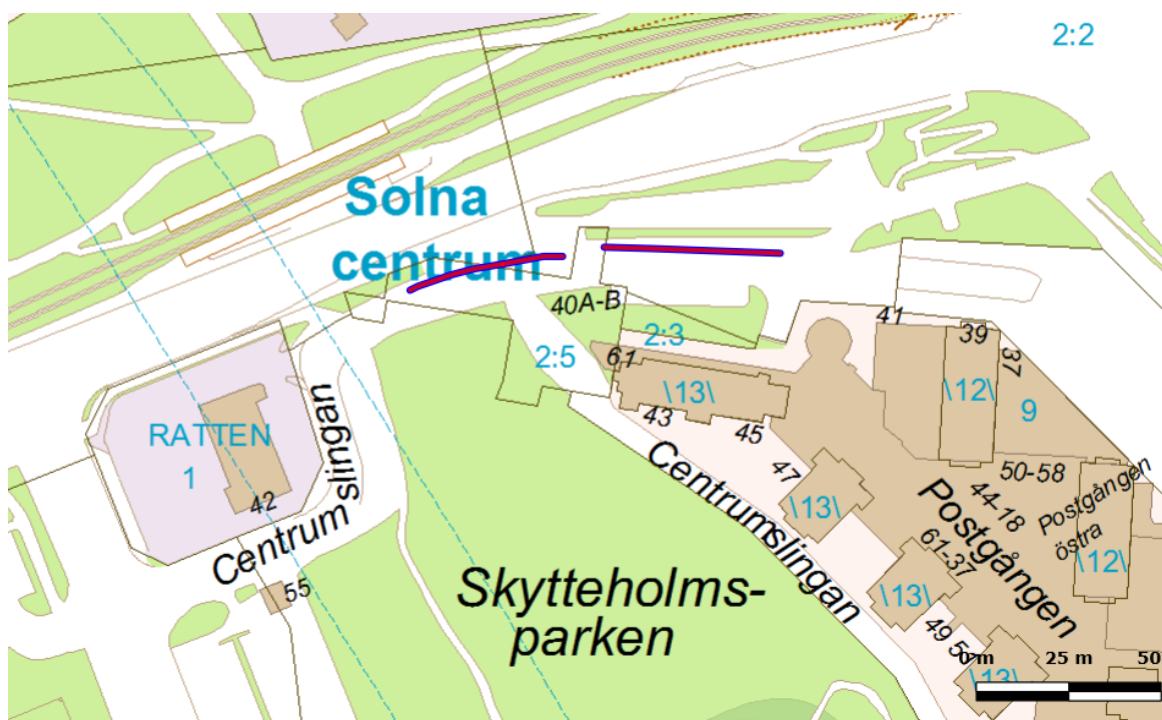 2:2
Solna
centrum
40A-B
2:3
2:5
61
41
39
37
\13\
\12\
9
43
45
RATTEN
1
42
Centrum
slingan
47
50-58
44-18
Postgången
Postgången
östra
\13\
61-37
\12\
Centrumslingan
55
Skytteholms-
parken
\13\
49
\13\
0 m
25 m
50